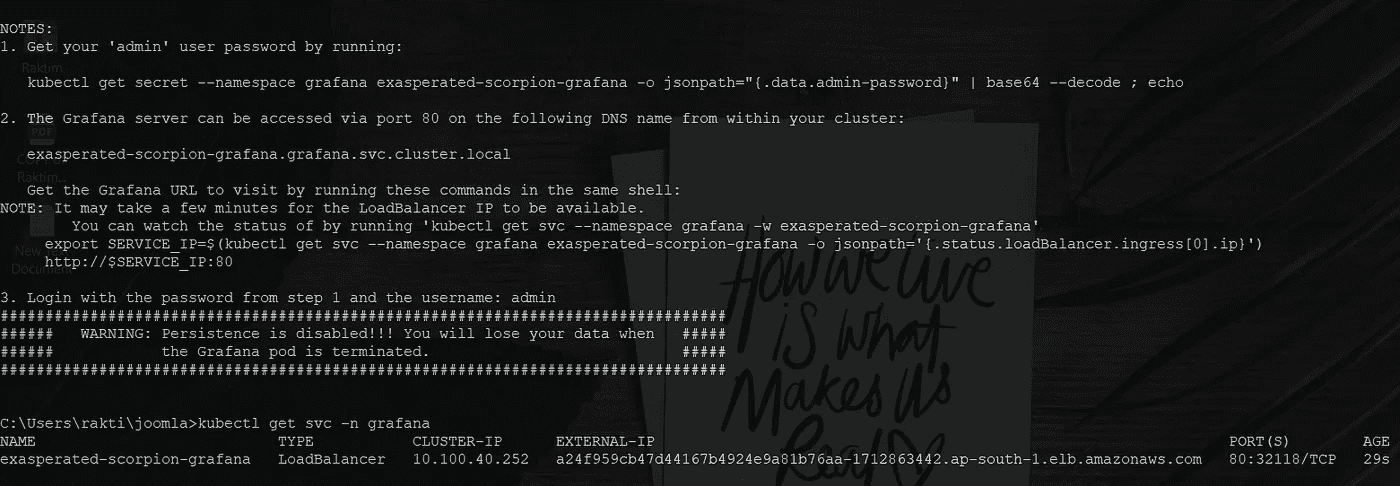 NOTES:
1. Get your 'admin' user password by running:
kubectl get secret --namespace grafana exasperated-scorpion-grafana -o jsonpath="{.data.admin-password}" | base64 --decode ; echo
2. The Grafana server can be accessed via port 80 on the following DNS name from within your cluster:
exasperated-scorpion-grafana.grafana.svc.cluster.local
Get the Grafana URL to visit by running these commands in the same shell:
NOTE: It may take a few minutes for the LoadBalancer IP to be available.
You can watch the status of by running 'kubectl get svc --namespace grafana -w exasperated-scorpion-grafana'
export SERVICE_IP=$(kubectl get svc --namespace grafana exasperated-scorpion-grafana -o jsonpath='{.status.loadBalancer.ingress[0].ip}')
http://$SERVICE_IP:80
3. Login with the password from step 1 and the username: admin
#################################################################################
###### WARNING: Persistence is disabled!!! You will lose your data when #####
###### the Grafana pod is terminated. #####
#################################################################################
C:\Users\rakti\joomla>kubectl get svc -n grafana
NAME TYPE CLUSTER-IP EXTERNAL-IP PORT(S) AGE
exasperated-scorpion-grafana LoadBalancer 10.100.40.252 a24f959cb47d44167b4924e9a81b76aa-1712863442.ap-south-1.elb.amazonaws.com 80:32118/TCP 29s
Raktim
PDF
Raktim...
Document
How we live
is what
Makes us